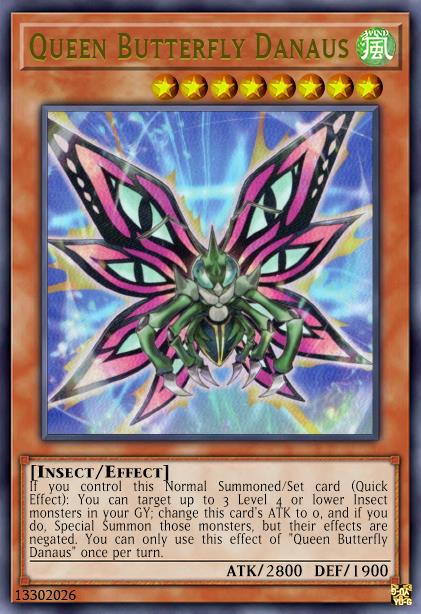 QUEEN BUTTERFLY DANAUS
WIND
風
[INSECT/EFFECT]
If you control this Normal Summoned/Set card (Quick
Effect): You can target up to 3 Level 4 or lower Insect
monsters in your GY; change this card's ATK to 0, and if you
do, Special Summon those monsters, but their effects are
negated. You can only use this effect of "Queen Butterfly
Danaus" once per turn.
ATK/2800 DEF/1900
13302026